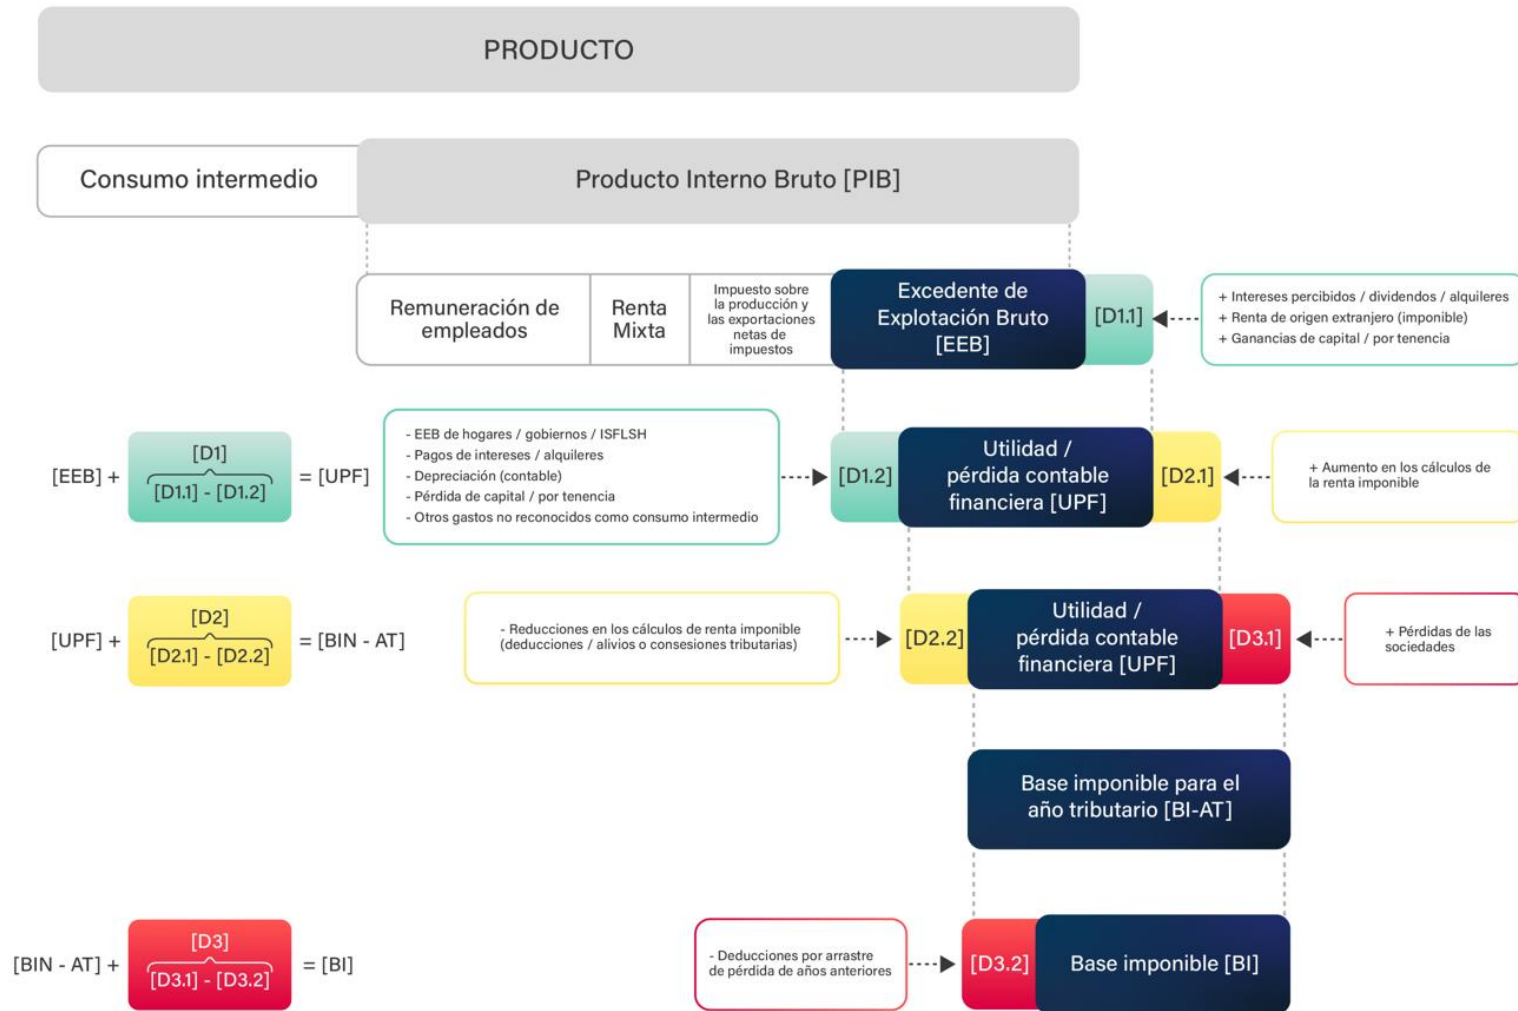 PRODUCTO
Consumo intermedio
Producto Interno Bruto [PIB]
Remuneración de
empleados
Renta
Mixta
Impuesto sobre
la producción y
las exportaciones
netas de
impuestos
Excedente de
Explotación Bruto
[EEB]
[D1.1]
+ Intereses percibidos / dividendos / alquileres
+ Renta de origen extranjero (imponible)
+ Ganancias de capital / por tenencia
[EEB] +
[D1]
[D1.1] - [D1.2]
= [UPF]
- EEB de hogares / gobiernos / ISFLSH
- Pagos de intereses / alquileres
- Depreciación (contable)
- Pérdida de capital / por tenencia
- Otros gastos no reconocidos como consumo intermedio
[D1.2]
Utilidad /
pérdida contable
financiera [UPF]
[D2.1]
+ Aumento en los cálculos de
la renta imponible
[UPF] +
[D2]
[D2.1] - [D2.2]
= [BIN - AT]
- Reducciones en los cálculos de renta imponible
(deducciones / alivios o consesiones tributarias)
[D2.2]
Utilidad /
pérdida contable
financiera [UPF]
[D3.1]
+ Pérdidas de las
sociedades
Base imponible para el
año tributario [BI-AT]
[BIN - AT] +
[D3]
[D3.1] - [D3.2]
= [BI]
- Deducciones por arrastre
de pérdida de años anteriores
[D3.2]
Base imponible [BI]